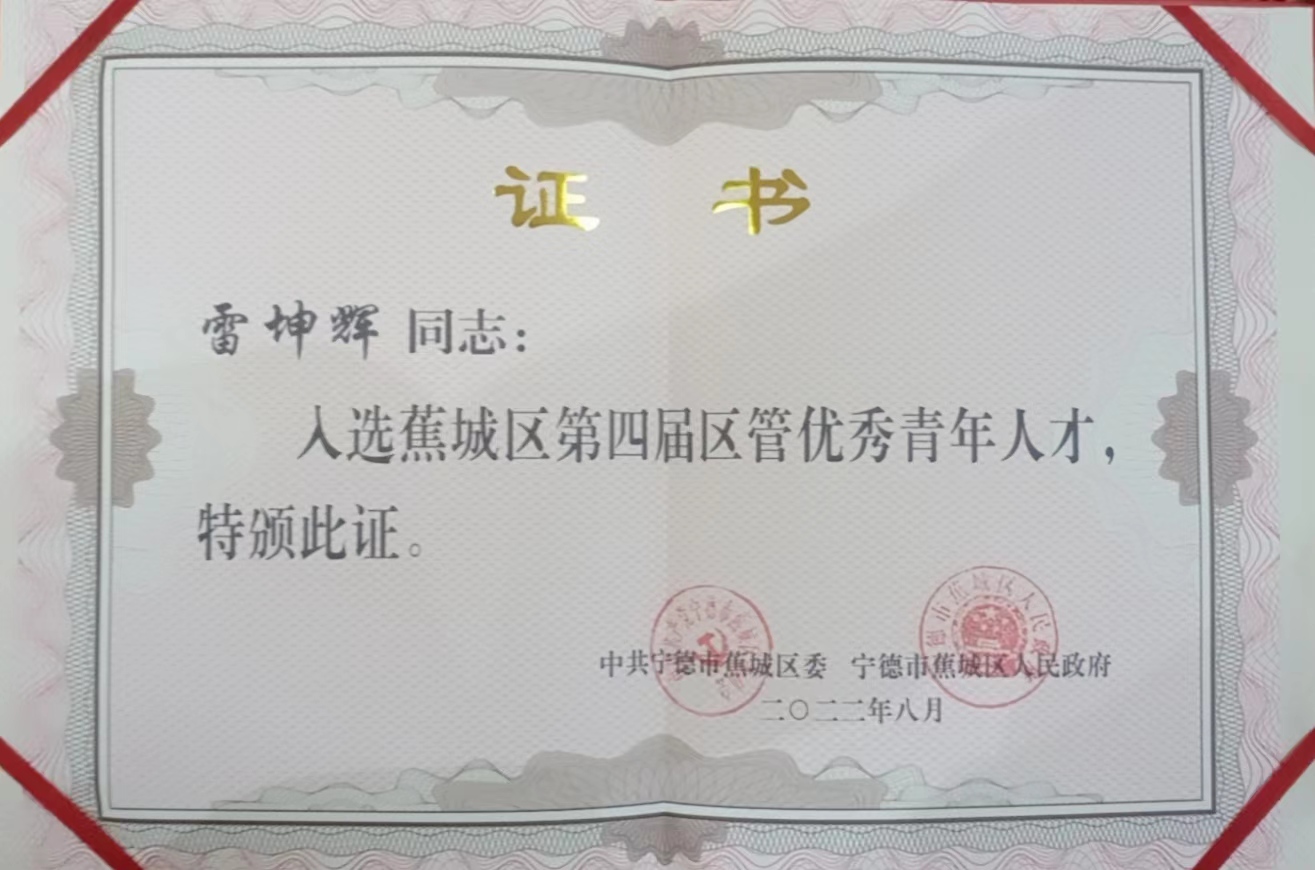 证 书
雷坤辉 同志：
入选蕉城区第四届区管优秀青年人才，
特颁此证。
中共宁德市蕉城区委 宁德市蕉城区人民政府
二〇二二年八月